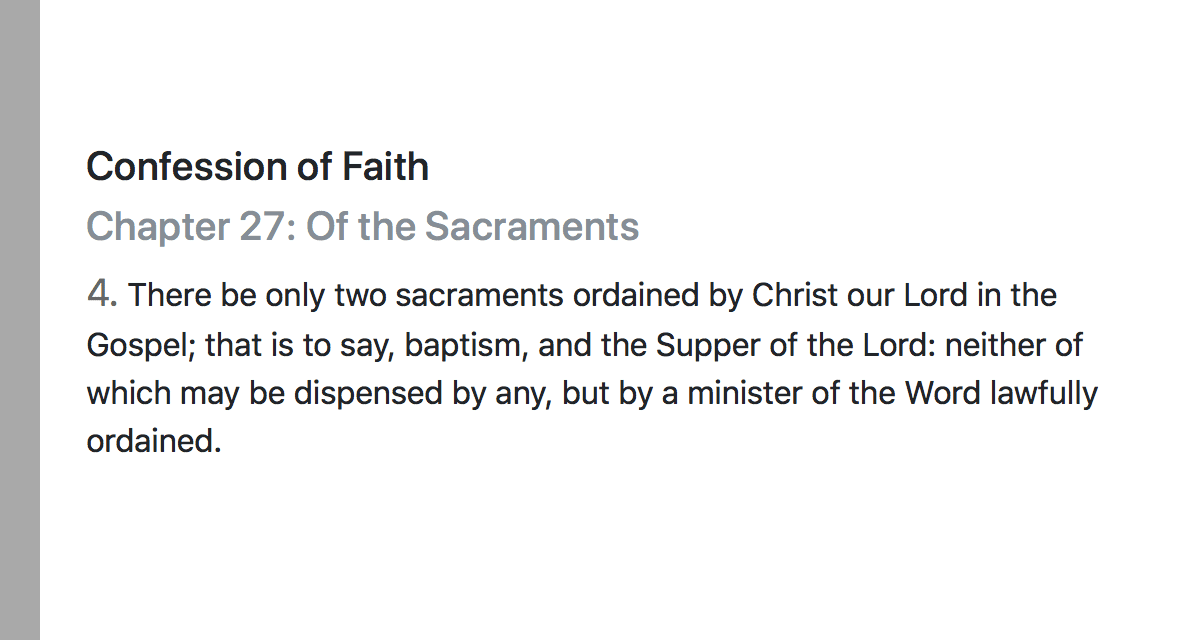 Confession of Faith
Chapter 27: Of the Sacraments
4. There be only two sacraments ordained by Christ our Lord in the
Gospel; that is to say, baptism, and the Supper of the Lord: neither of
which may be dispensed by any, but by a minister of the Word lawfully
ordained.